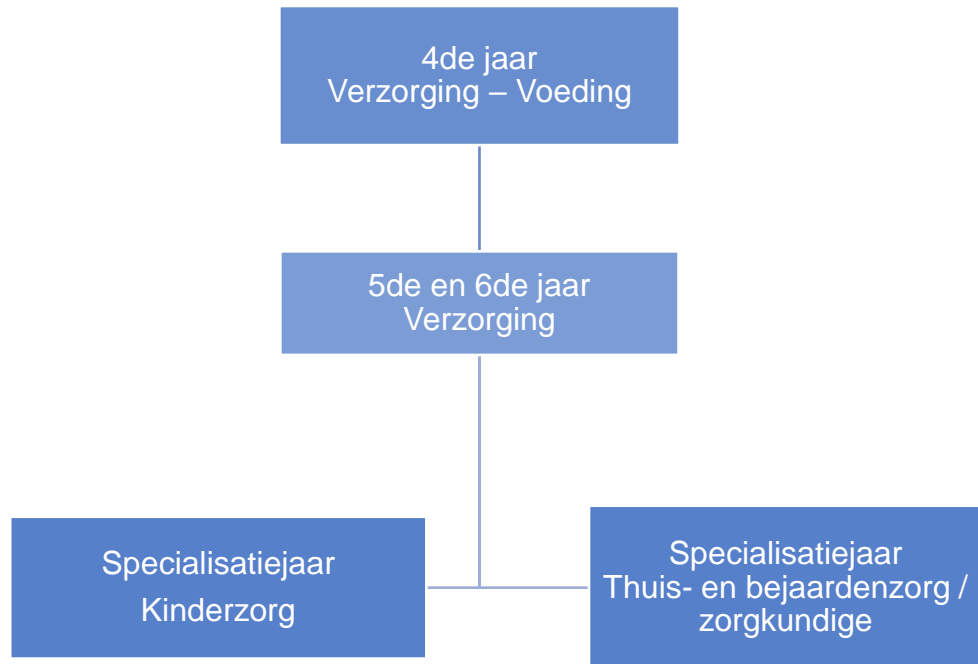 4de jaar
Verzorging – Voeding
5de en 6de jaar
Verzorging
Specialisatiejaar
Kinderzorg
Specialisatiejaar
Thuis- en bejaardenzorg /
zorgkundige